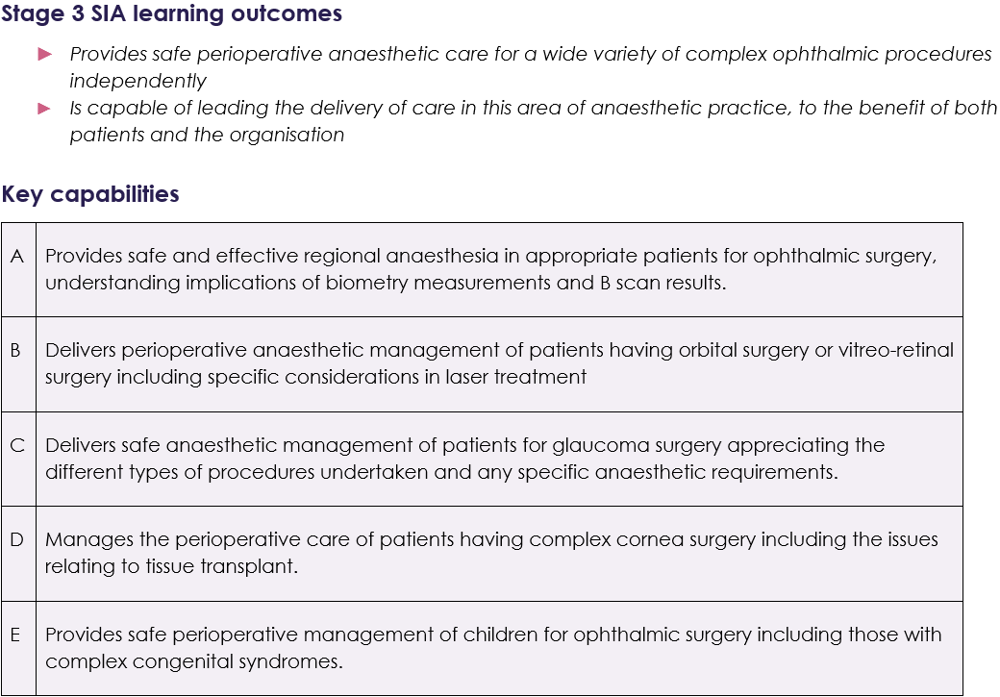 Stage 3 SIA learning outcomes
► Provides safe perioperative anaesthetic care for a wide variety of complex ophthalmic procedures
independently
► Is capable of leading the delivery of care in this area of anaesthetic practice, to the benefit of both
patients and the organisation
Key capabilities
A Provides safe and effective regional anaesthesia in appropriate patients for ophthalmic surgery,
understanding implications of biometry measurements and B scan results.
B Delivers perioperative anaesthetic management of patients having orbital surgery or vitreo-retinal
surgery including specific considerations in laser treatment
C Delivers safe anaesthetic management of patients for glaucoma surgery appreciating the
different types of procedures undertaken and any specific anaesthetic requirements.
D Manages the perioperative care of patients having complex cornea surgery including the issues
relating to tissue transplant.
E Provides safe perioperative management of children for ophthalmic surgery including those with
complex congenital syndromes.